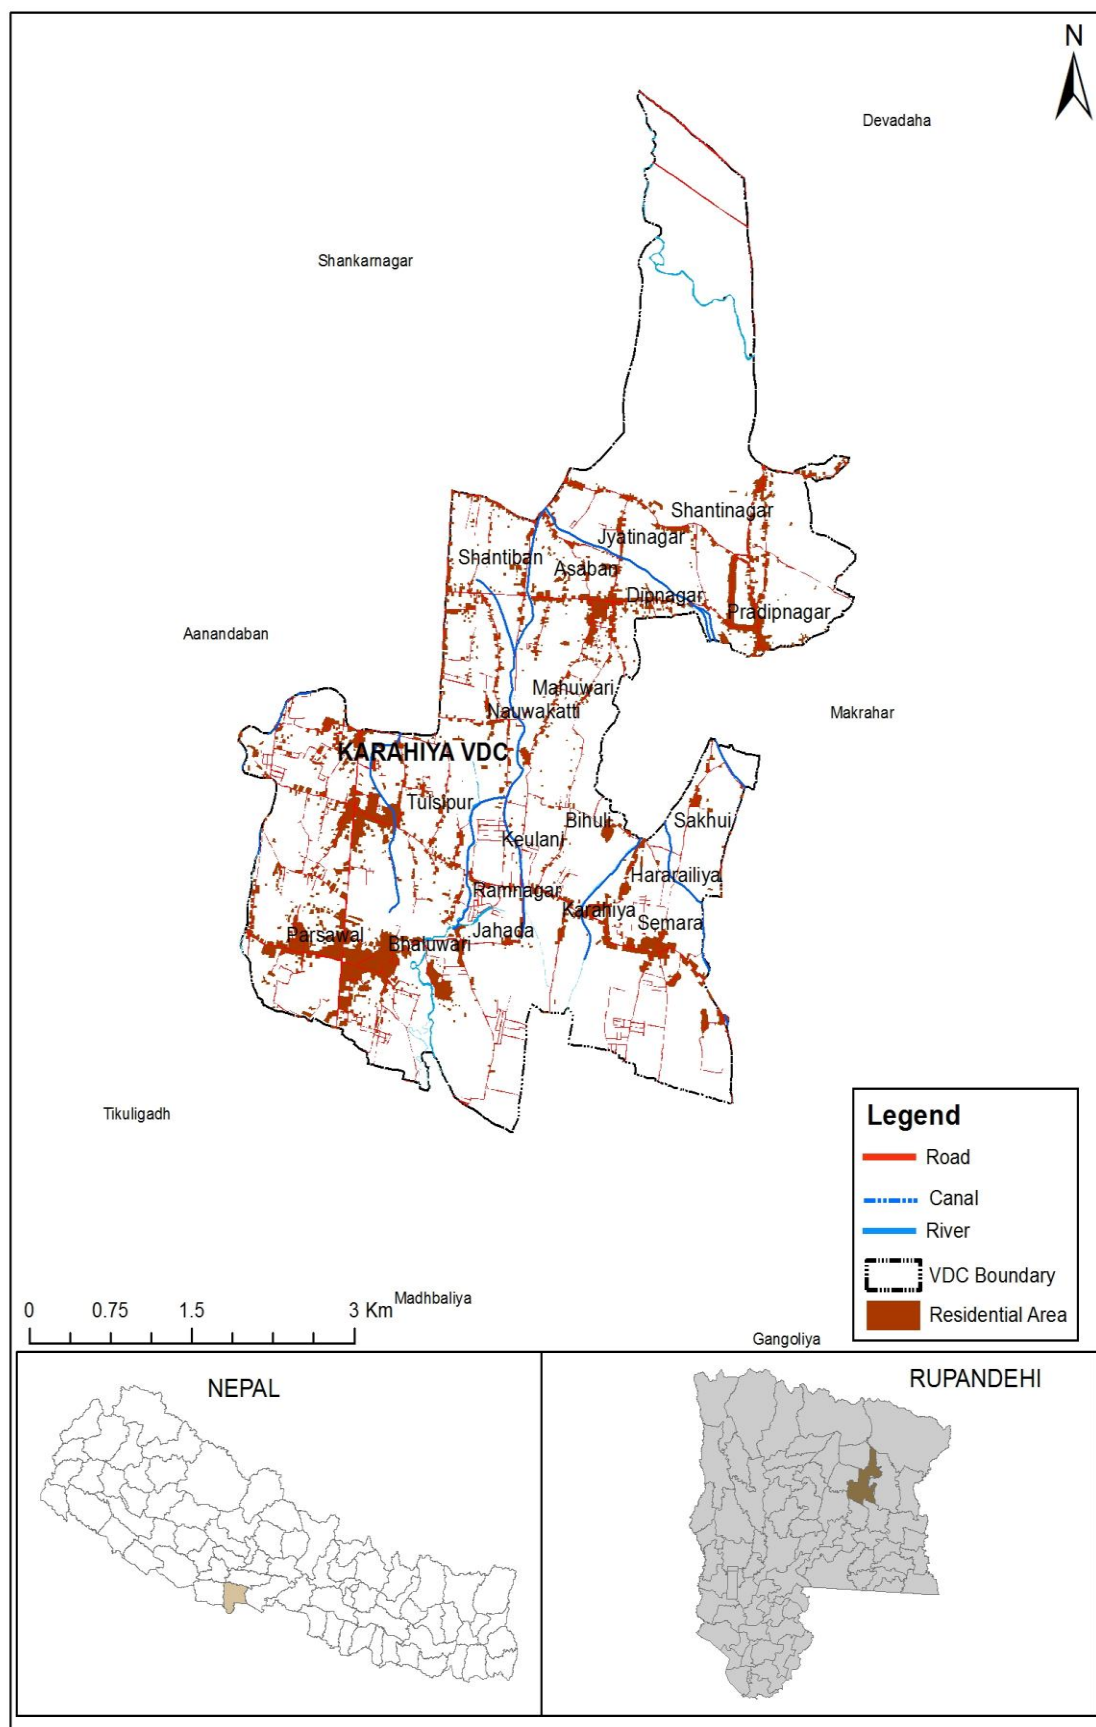 N
Devadaha
Shankarnagar
Shantinagar
Jyatinagar
Shantiban
Asaban
Dipnagar
Pradipnagar
Aanandaban
Mahuwari
Nauwakatti
Makrahar
KARAHIYA VDC
Tulsipur
Bihuli
Sakhui
Keulani
Hararailiya
Ramnagar
Karahiya
Semara
Jahada
Parsawal
Bhaluwari
Tikuligadh
Legend
Road
Canal
River
VDC Boundary
Residential Area
Madhbaliya
0 0.75 1.5 3 Km
Gangoliya
NEPAL
RUPANDEHI